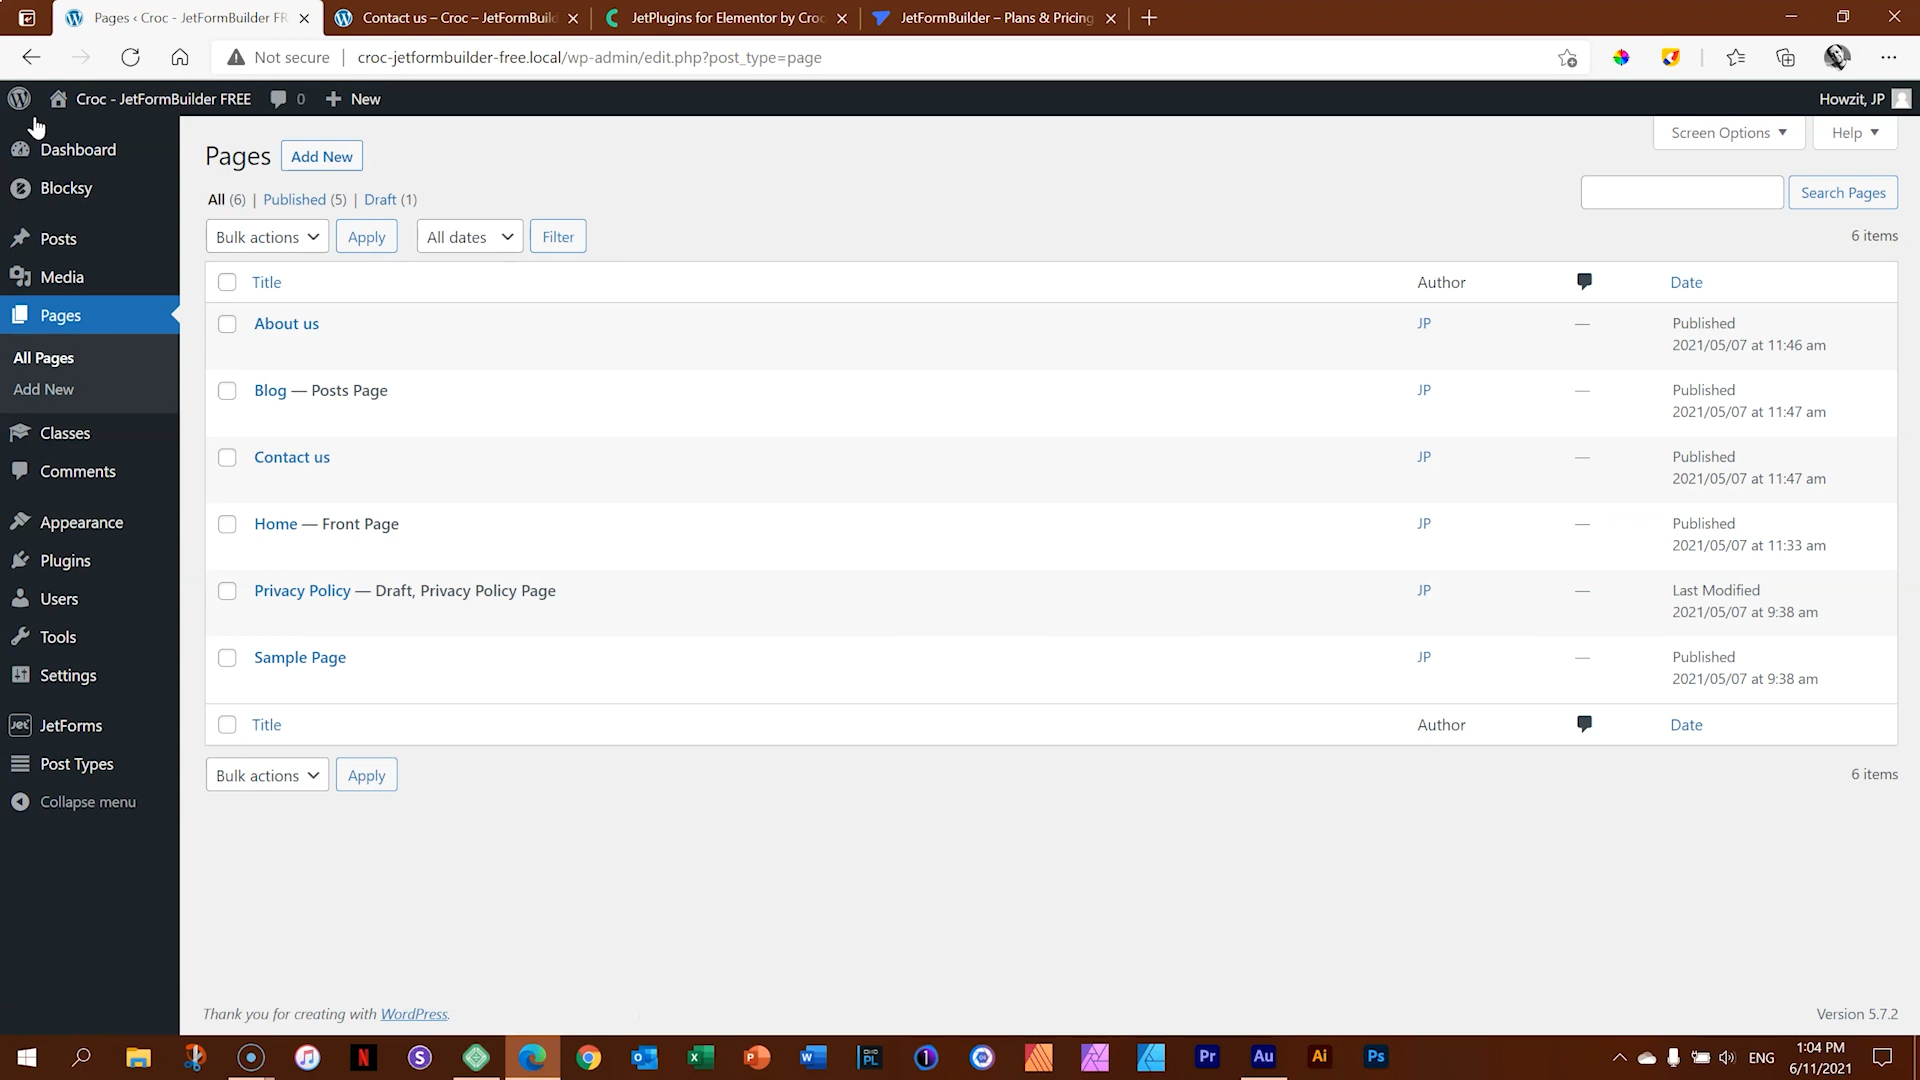 Pages ‹ Croc - JetFormBuilder FR
Contact us – Croc – JetFormBuild
JetPlugins for Elementor by Croc
JetFormBuilder – Plans & Pricing
Not secure
croc-jetformbuilder-free.local/wp-admin/edit.php?post_type=page
Croc - JetFormBuilder FREE
0
New
Howzit, JP
Dashboard
Blocksy
Posts
Media
Pages
All Pages
Add New
Classes
Comments
Appearance
Plugins
Users
Tools
Settings
JetForms
Post Types
Collapse menu
Screen Options
Help
Pages
Add New
All (6) | Published (5) | Draft (1)
Search Pages
Bulk actions
Apply
All dates
Filter
6 items
Title
Author
Date
About us
JP
—
Published
2021/05/07 at 11:46 am
Blog — Posts Page
JP
—
Published
2021/05/07 at 11:47 am
Contact us
JP
—
Published
2021/05/07 at 11:47 am
Home — Front Page
JP
—
Published
2021/05/07 at 11:33 am
Privacy Policy — Draft, Privacy Policy Page
JP
—
Last Modified
2021/05/07 at 9:38 am
Sample Page
JP
—
Published
2021/05/07 at 9:38 am
Title
Author
Date
Bulk actions
Apply
6 items
Thank you for creating with WordPress.
Version 5.7.2
ENG
1:04 PM
6/11/2021